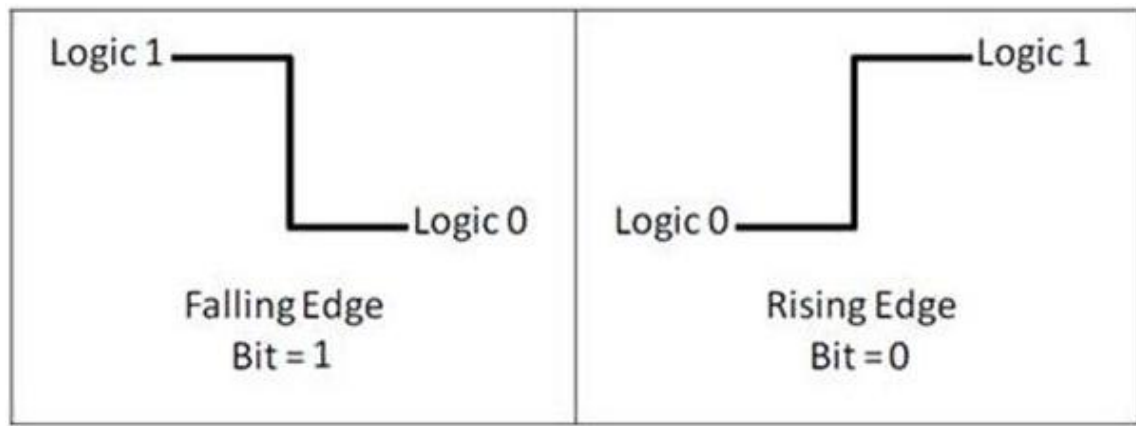 Logic 1
Logic 0
Falling Edge
Bit = 1
Logic 1
Logic 0
Rising Edge
Bit = 0